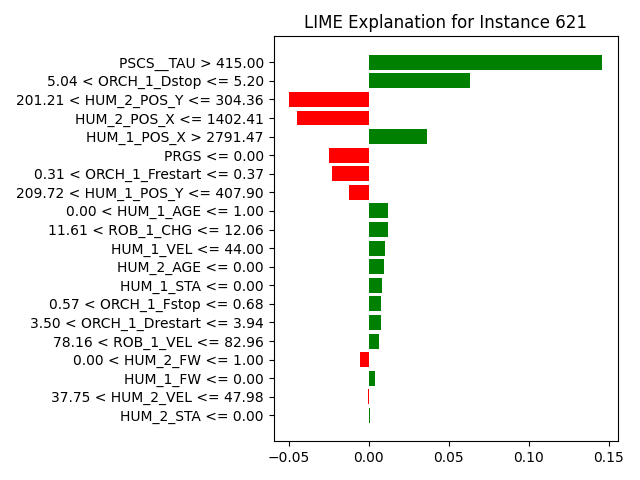 LIME Explanation for Instance 621
PSCS__TAU > 415.00
5.04 < ORCH_1_Dstop <= 5.20
201.21 < HUM_2_POS_Y <= 304.36
HUM_2_POS_X <= 1402.41
HUM_1_POS_X > 2791.47
PRGS <= 0.00
0.31 < ORCH_1_Frestart <= 0.37
209.72 < HUM_1_POS_Y <= 407.90
0.00 < HUM_1_AGE <= 1.00
11.61 < ROB_1_CHG <= 12.06
HUM_1_VEL <= 44.00
HUM_2_AGE <= 0.00
HUM_1_STA <= 0.00
0.57 < ORCH_1_Fstop <= 0.68
3.50 < ORCH_1_Drestart <= 3.94
78.16 < ROB_1_VEL <= 82.96
0.00 < HUM_2_FW <= 1.00
HUM_1_FW <= 0.00
37.75 < HUM_2_VEL <= 47.98
HUM_2_STA <= 0.00
−0.05 0.00 0.05 0.10 0.15